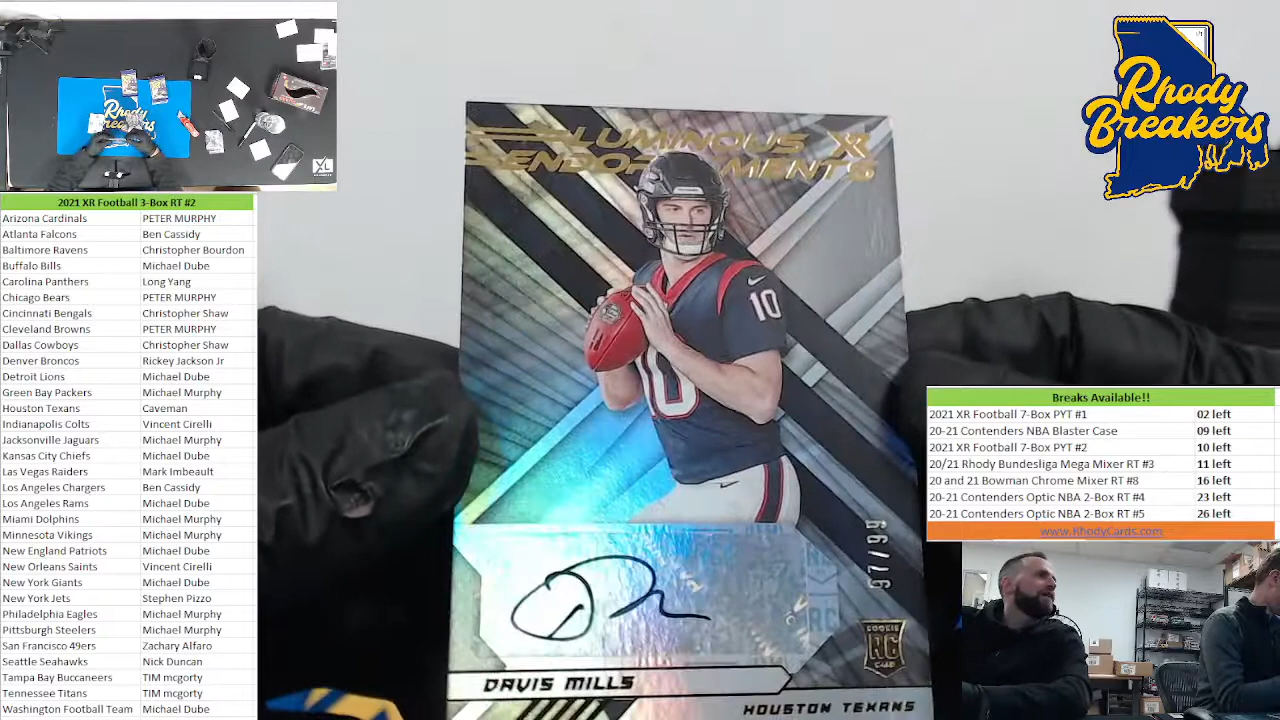 Rhody
Breakers
XL
2021 XR Football 3-Box RT #2
Arizona Cardinals PETER MURPHY
Atlanta Falcons Ben Cassidy
Baltimore Ravens Christopher Bourdon
Buffalo Bills Michael Dube
Carolina Panthers Long Yang
Chicago Bears PETER MURPHY
Cincinnati Bengals Christopher Shaw
Cleveland Browns PETER MURPHY
Dallas Cowboys Christopher Shaw
Denver Broncos Rickey Jackson Jr
Detroit Lions Michael Dube
Green Bay Packers Michael Murphy
Houston Texans Caveman
Indianapolis Colts Vincent Cirelli
Jacksonville Jaguars Michael Murphy
Kansas City Chiefs Michael Dube
Las Vegas Raiders Mark Imbeault
Los Angeles Chargers Ben Cassidy
Los Angeles Rams Michael Dube
Miami Dolphins Michael Murphy
Minnesota Vikings Michael Murphy
New England Patriots Michael Dube
New Orleans Saints Vincent Cirelli
New York Giants Michael Dube
New York Jets Stephen Pizzo
Philadelphia Eagles Michael Murphy
Pittsburgh Steelers Michael Murphy
San Francisco 49ers Zachary Alfaro
Seattle Seahawks Nick Duncan
Tampa Bay Buccaneers TIM mcgorty
Tennessee Titans TIM mcgorty
Washington Football Team Michael Dube
LUMINOUS XR
ENDORSEMENTS
10
10
97/99
ROOKIE
RC
CARD
DAVIS MILLS
HOUSTON TEXANS
Rhody
Breakers
1/1
Breaks Available!!
2021 XR Football 7-Box PYT #1 02 left
20-21 Contenders NBA Blaster Case 09 left
2021 XR Football 7-Box PYT #2 10 left
20/21 Rhody Bundesliga Mega Mixer RT #3 11 left
20 and 21 Bowman Chrome Mixer RT #8 16 left
20-21 Contenders Optic NBA 2-Box RT #4 23 left
20-21 Contenders Optic NBA 2-Box RT #5 26 left
www.RhodyCards.com